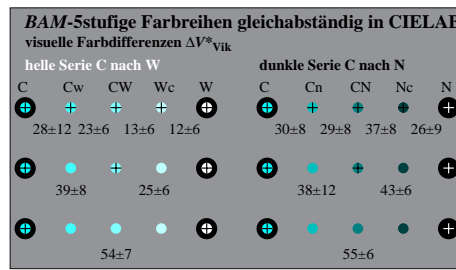 BAM-5stufige Farbreihen gleichabständig in CIELAB
visuelle Farbdifferenzen ΔV*Vik
helle Serie C nach W dunkle Serie C nach N
C Cw CW Wc W C Cn CN Nc N
28±12 23±6 13±6 12±6 30±8 29±8 37±8 26±9
39±8 25±6 38±12 43±6
54±7 55±6